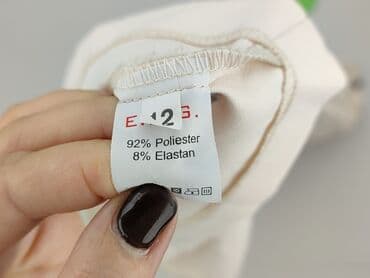 E. 12 G.
92% Poliester
8% Elastan